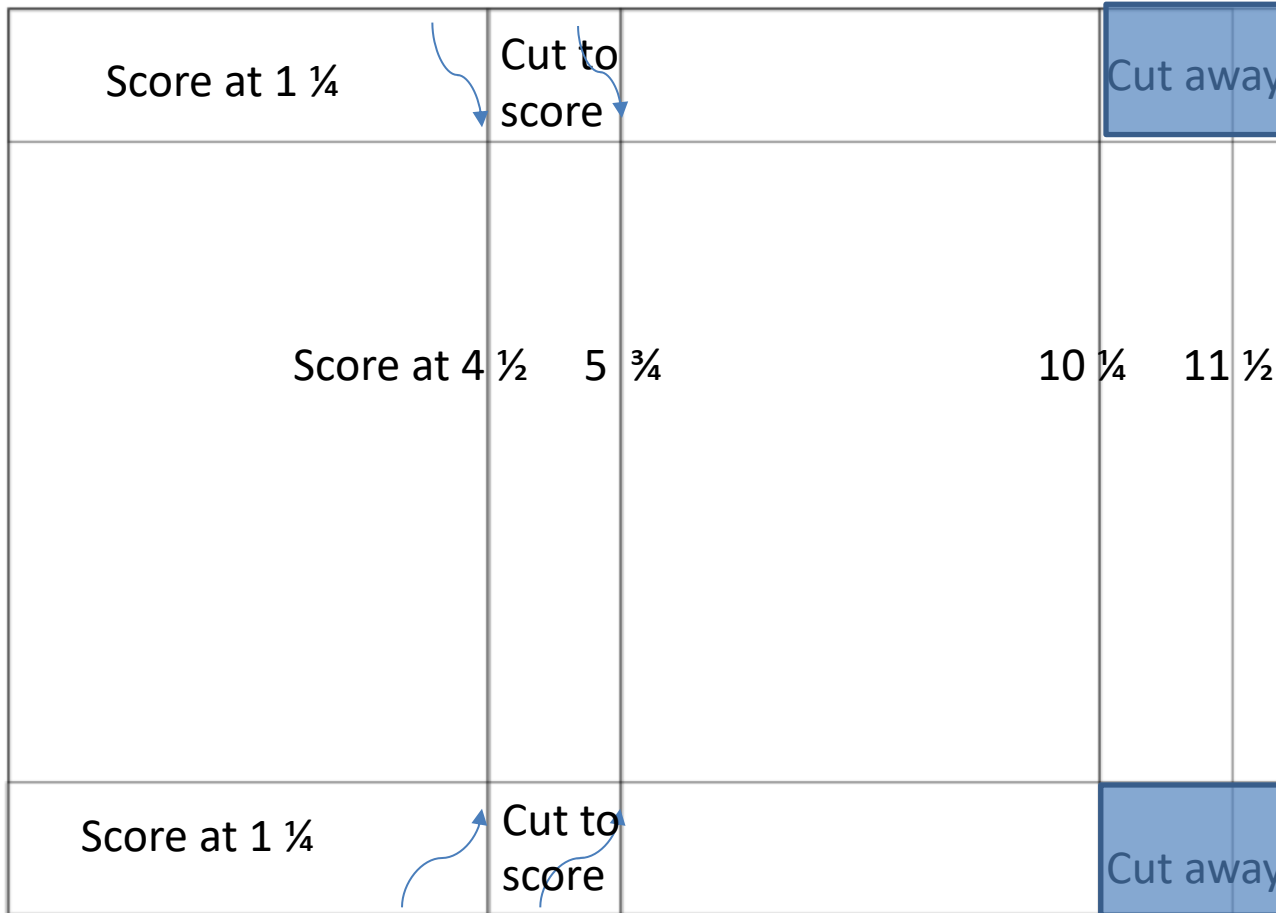 Score at 1 ¼
Cut to
score
Cut away
Score at 4 ½ 5 ¾ 10 ¼ 11 ½
Score at 1 ¼
Cut to
score
Cut away